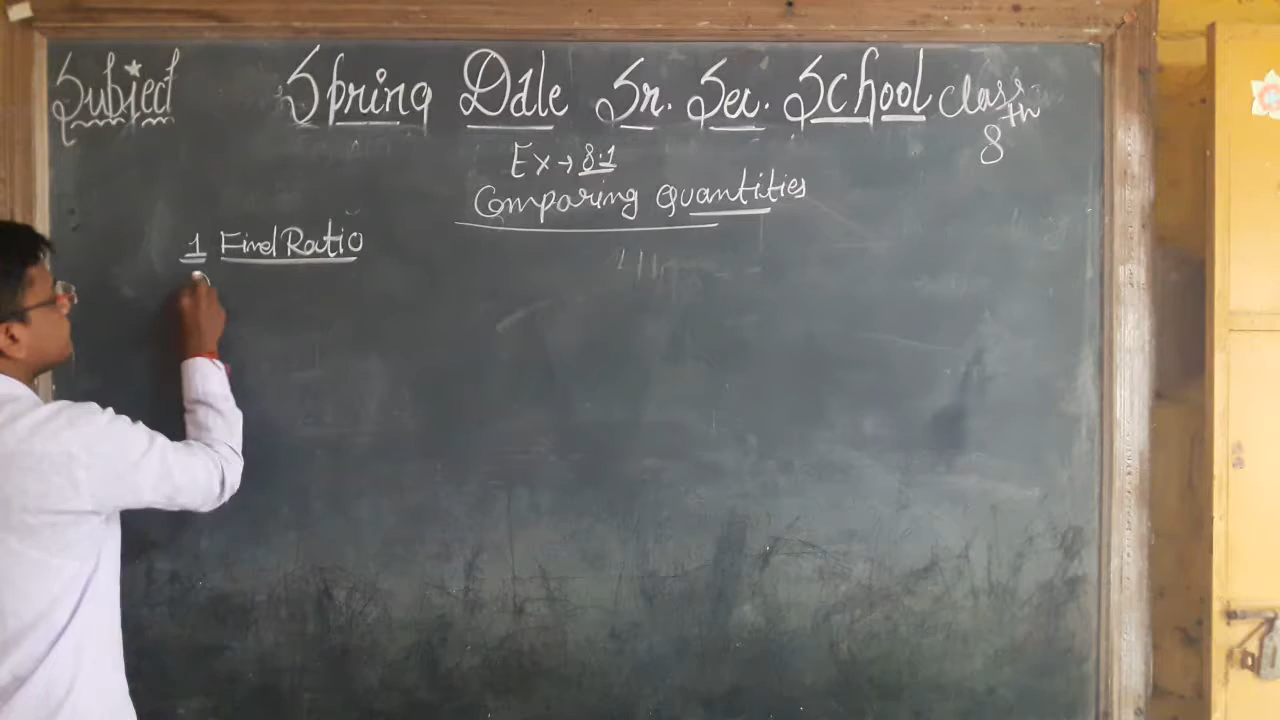 Subject Spring Dale Sr. Sec. School Class
8th
Ex → 8.1
Comparing Quantities
1 Find Ratio